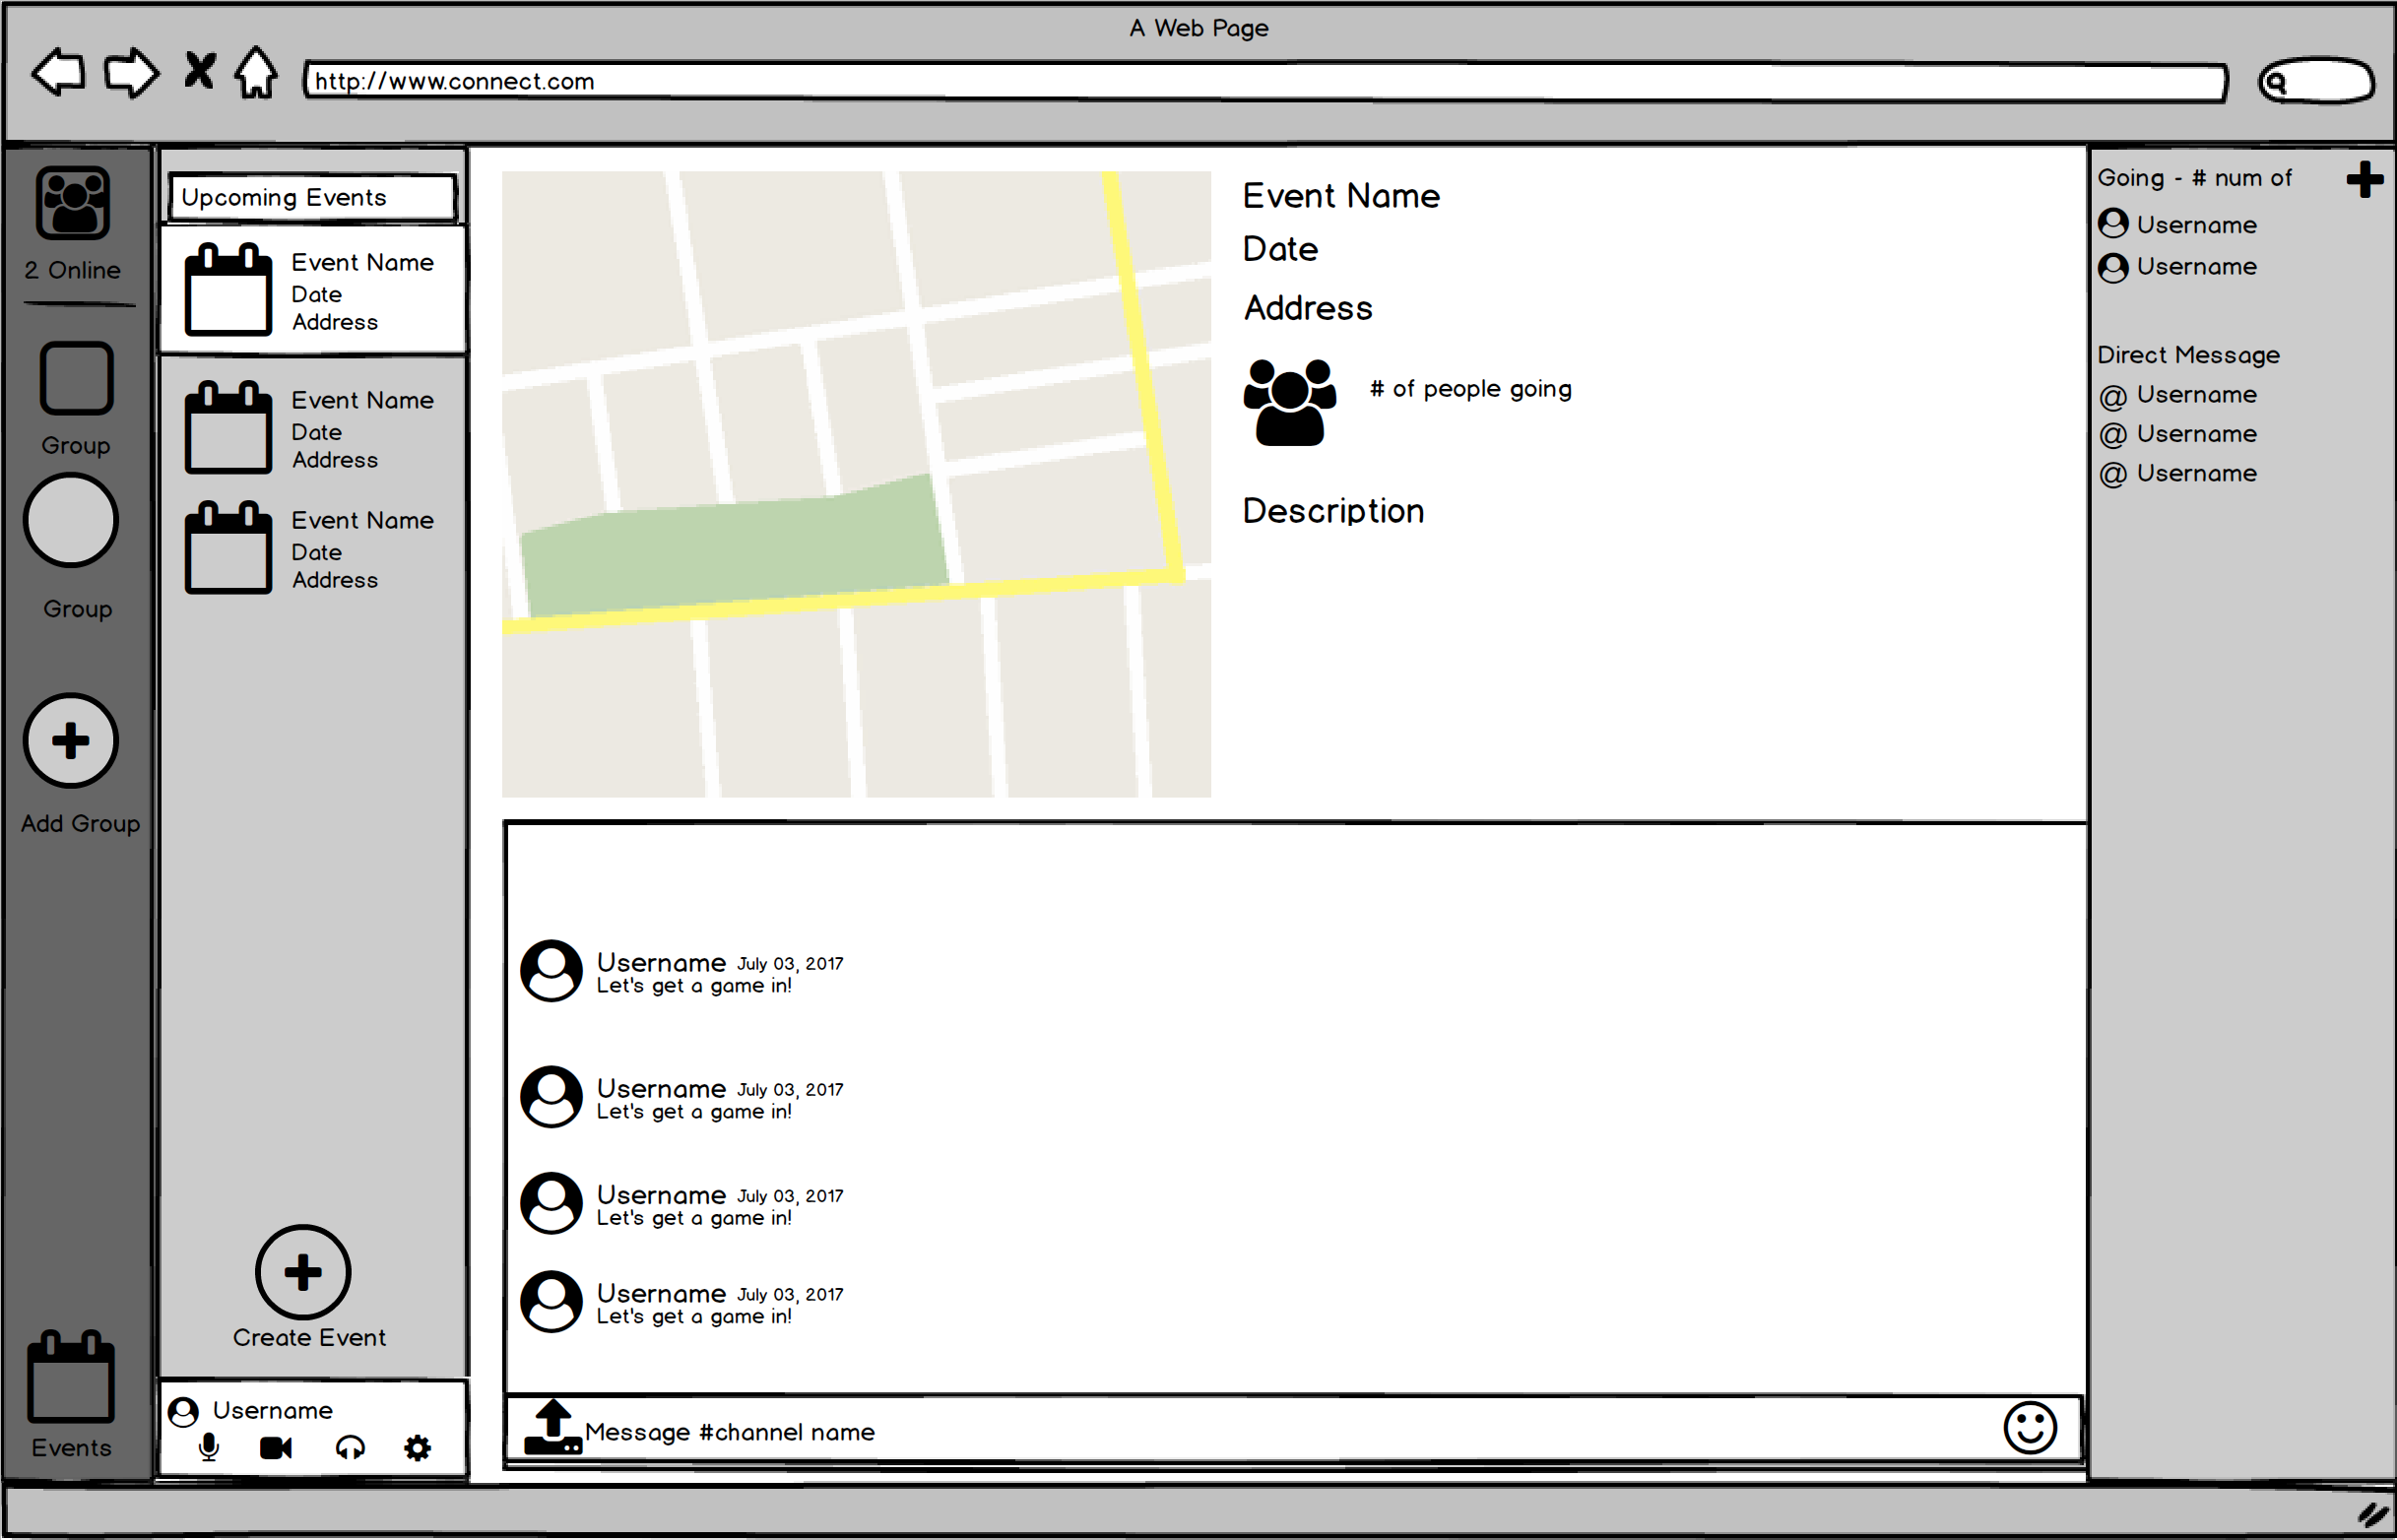 A Web Page
http://www.connect.com
2 Online
Group
Group
Add Group
Events
Upcoming Events
Event Name
Date
Address
Event Name
Date
Address
Event Name
Date
Address
Create Event
Username
Event Name
Date
Address
# of people going
Description
Username July 03, 2017
Let's get a game in!
Username July 03, 2017
Let's get a game in!
Username July 03, 2017
Let's get a game in!
Username July 03, 2017
Let's get a game in!
Message #channel name
Going - # num of
Username
Username
Direct Message
@ Username
@ Username
@ Username